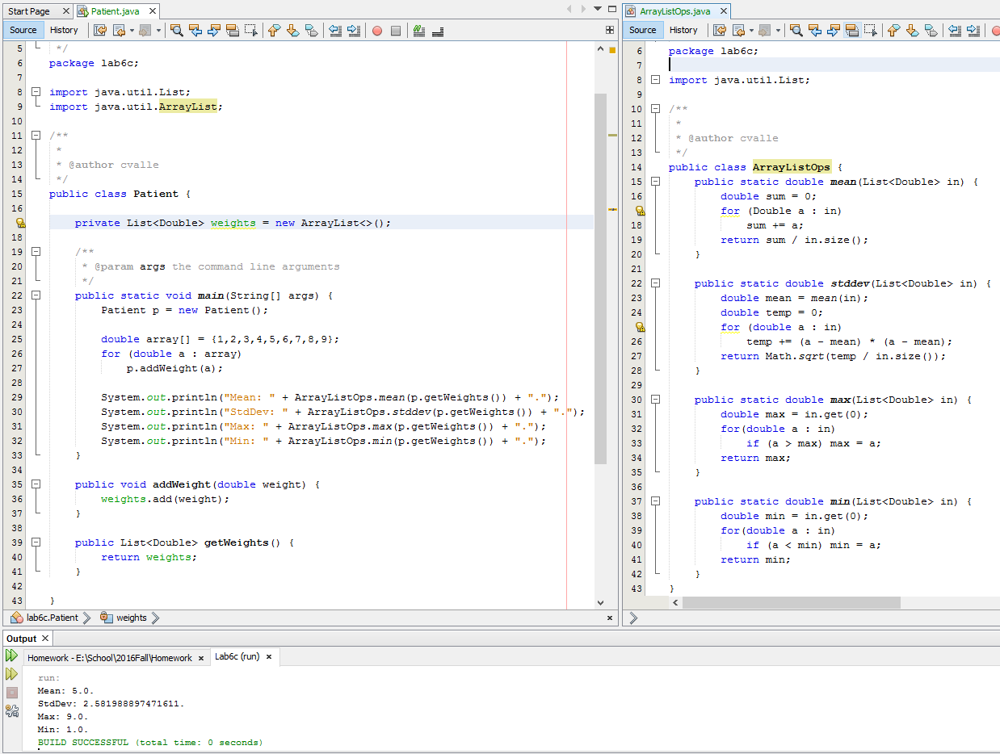 Start Page
Patient.java
Source History
5 */
6 package lab6c;
7
8 import java.util.List;
9 import java.util.ArrayList;
10
11 /**
12 *
13 * @author cvalle
14 */
15 public class Patient {
16
private List<Double> weights = new ArrayList<>();
18
19 /**
20 * @param args the command line arguments
21 */
22 public static void main(String[] args) {
23 Patient p = new Patient();
24
25 double array[] = {1,2,3,4,5,6,7,8,9};
26 for (double a : array)
27 p.addWeight(a);
28
29 System.out.println("Mean: " + ArrayListOps.mean(p.getWeights()) + ".");
30 System.out.println("StdDev: " + ArrayListOps.stddev(p.getWeights()) + ".");
31 System.out.println("Max: " + ArrayListOps.max(p.getWeights()) + ".");
32 System.out.println("Min: " + ArrayListOps.min(p.getWeights()) + ".");
33 }
34
35 public void addWeight(double weight) {
36 weights.add(weight);
37 }
38
39 public List<Double> getWeights() {
40 return weights;
41 }
42
43 }
lab6c.Patient weights
ArrayListOps.java
Source History
6 package lab6c;
7
8 import java.util.List;
9
10 /**
11 *
12 * @author cvalle
13 */
14 public class ArrayListOps {
15 public static double mean(List<Double> in) {
16 double sum = 0;
for (Double a : in)
18 sum += a;
19 return sum / in.size();
20 }
21
22 public static double stddev(List<Double> in) {
23 double mean = mean(in);
24 double temp = 0;
for (double a : in)
26 temp += (a - mean) * (a - mean);
27 return Math.sqrt(temp / in.size());
28 }
29
30 public static double max(List<Double> in) {
31 double max = in.get(0);
32 for(double a : in)
33 if (a > max) max = a;
34 return max;
35 }
36
37 public static double min(List<Double> in) {
38 double min = in.get(0);
39 for(double a : in)
40 if (a < min) min = a;
41 return min;
42 }
43 }
Output
Homework - E:\School\2016Fall\Homework
Lab6c (run)
run:
Mean: 5.0.
StdDev: 2.581988897471611.
Max: 9.0.
Min: 1.0.
BUILD SUCCESSFUL (total time: 0 seconds)